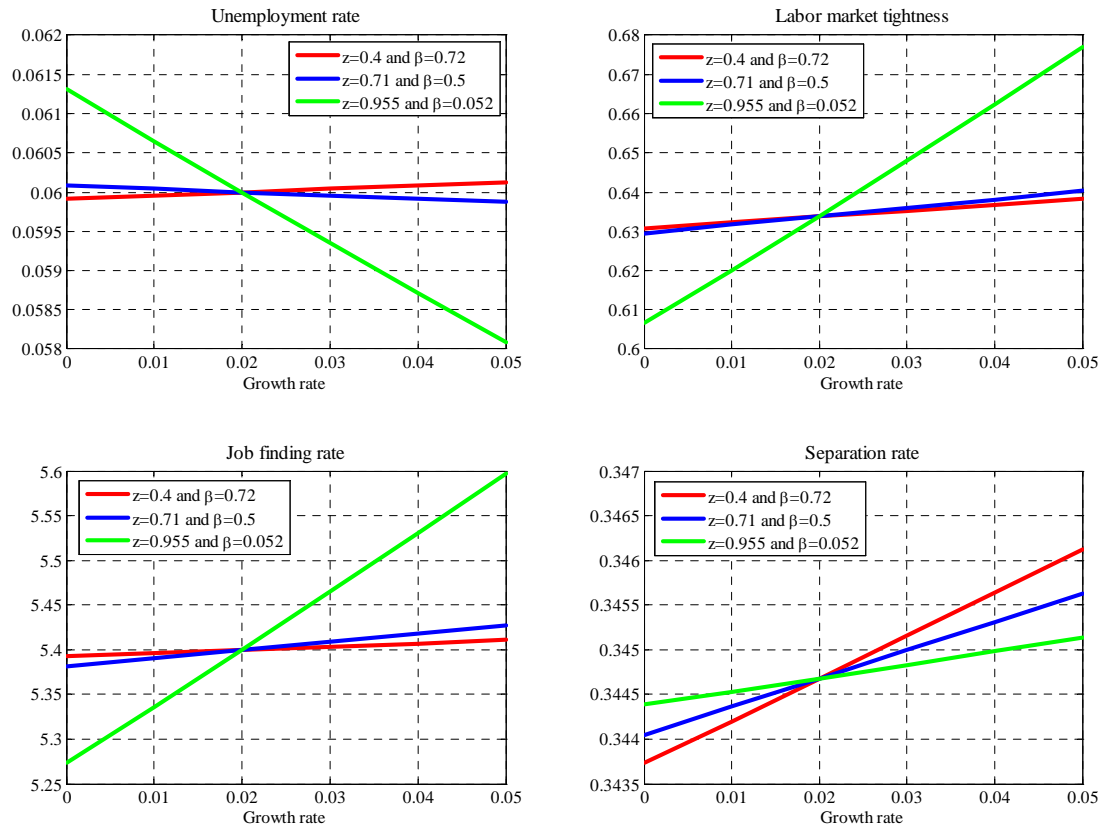 Unemployment rate
0.062
0.0615
0.061
0.0605
0.06
0.0595
0.059
0.0585
0.058
z=0.4 and β=0.72
z=0.71 and β=0.5
z=0.955 and β=0.052
0 0.01 0.02 0.03 0.04 0.05
Growth rate
Labor market tightness
0.68
0.67
0.66
0.65
0.64
0.63
0.62
0.61
0.6
z=0.4 and β=0.72
z=0.71 and β=0.5
z=0.955 and β=0.052
0 0.01 0.02 0.03 0.04 0.05
Growth rate
Job finding rate
5.6
5.55
5.5
5.45
5.4
5.35
5.3
5.25
z=0.4 and β=0.72
z=0.71 and β=0.5
z=0.955 and β=0.052
0 0.01 0.02 0.03 0.04 0.05
Growth rate
Separation rate
0.347
0.3465
0.346
0.3455
0.345
0.3445
0.344
0.3435
z=0.4 and β=0.72
z=0.71 and β=0.5
z=0.955 and β=0.052
0 0.01 0.02 0.03 0.04 0.05
Growth rate